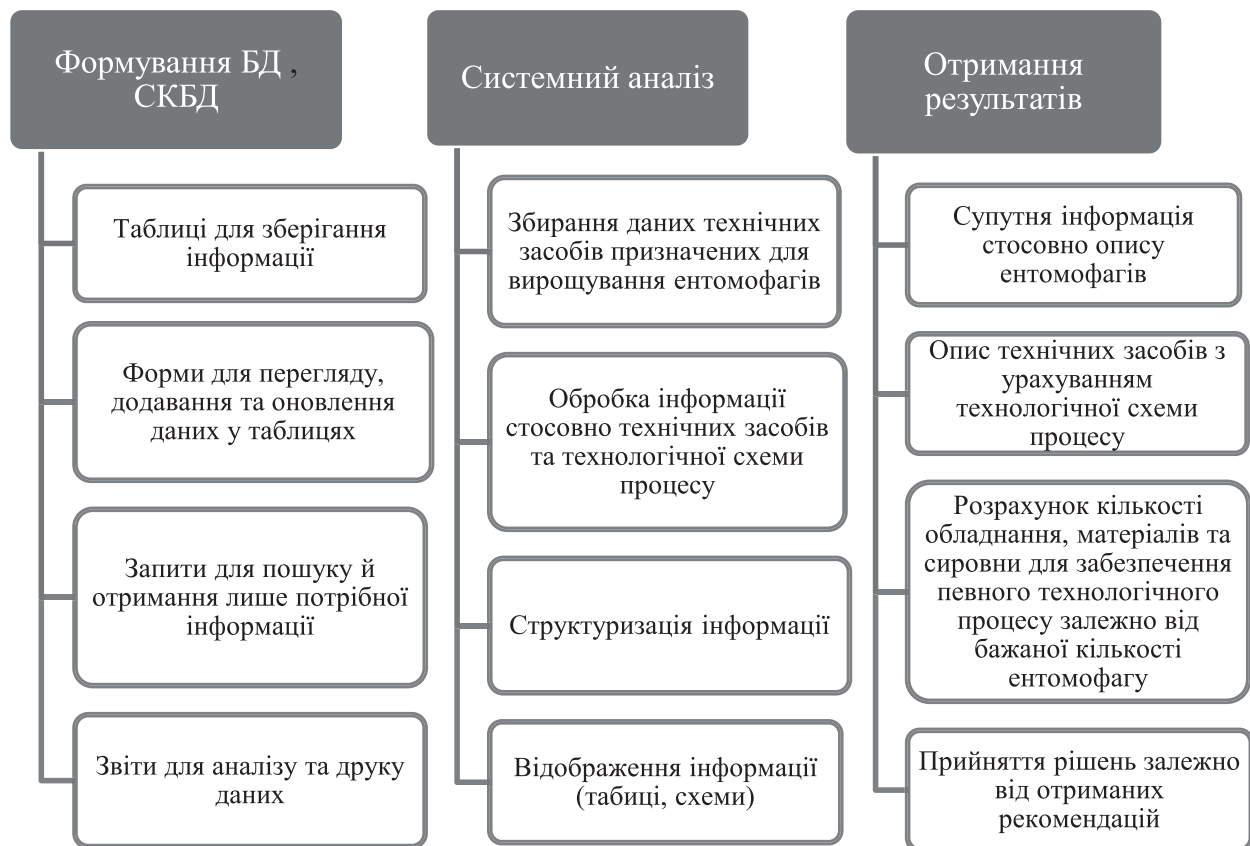 Формування БД ,
СКБД
Таблиці для зберігання
інформації
Форми для перегляду,
додавання та оновлення
даних у таблицях
Запити для пошуку й
отримання лише потрібної
інформації
Звіти для аналізу та друку
даних
Системний аналіз
Збирання даних технічних
засобів призначених для
вирощування ентомофагів
Обробка інформації
стосовно технічних засобів
та технологічної схеми
процесу
Структуризація інформації
Відображення інформації
(табиці, схеми)
Отримання
результатів
Супутня інформація
стосовно опису
ентомофагів
Опис технічних засобів з
урахуванням
технологічної схеми
процесу
Розрахунок кількості
обладнання, матеріалів та
сировни для забезпечення
певного технологічного
процесу залежно від
бажаної кількості
ентомофагу
Прийняття рішень залежно
від отриманих
рекомендацій